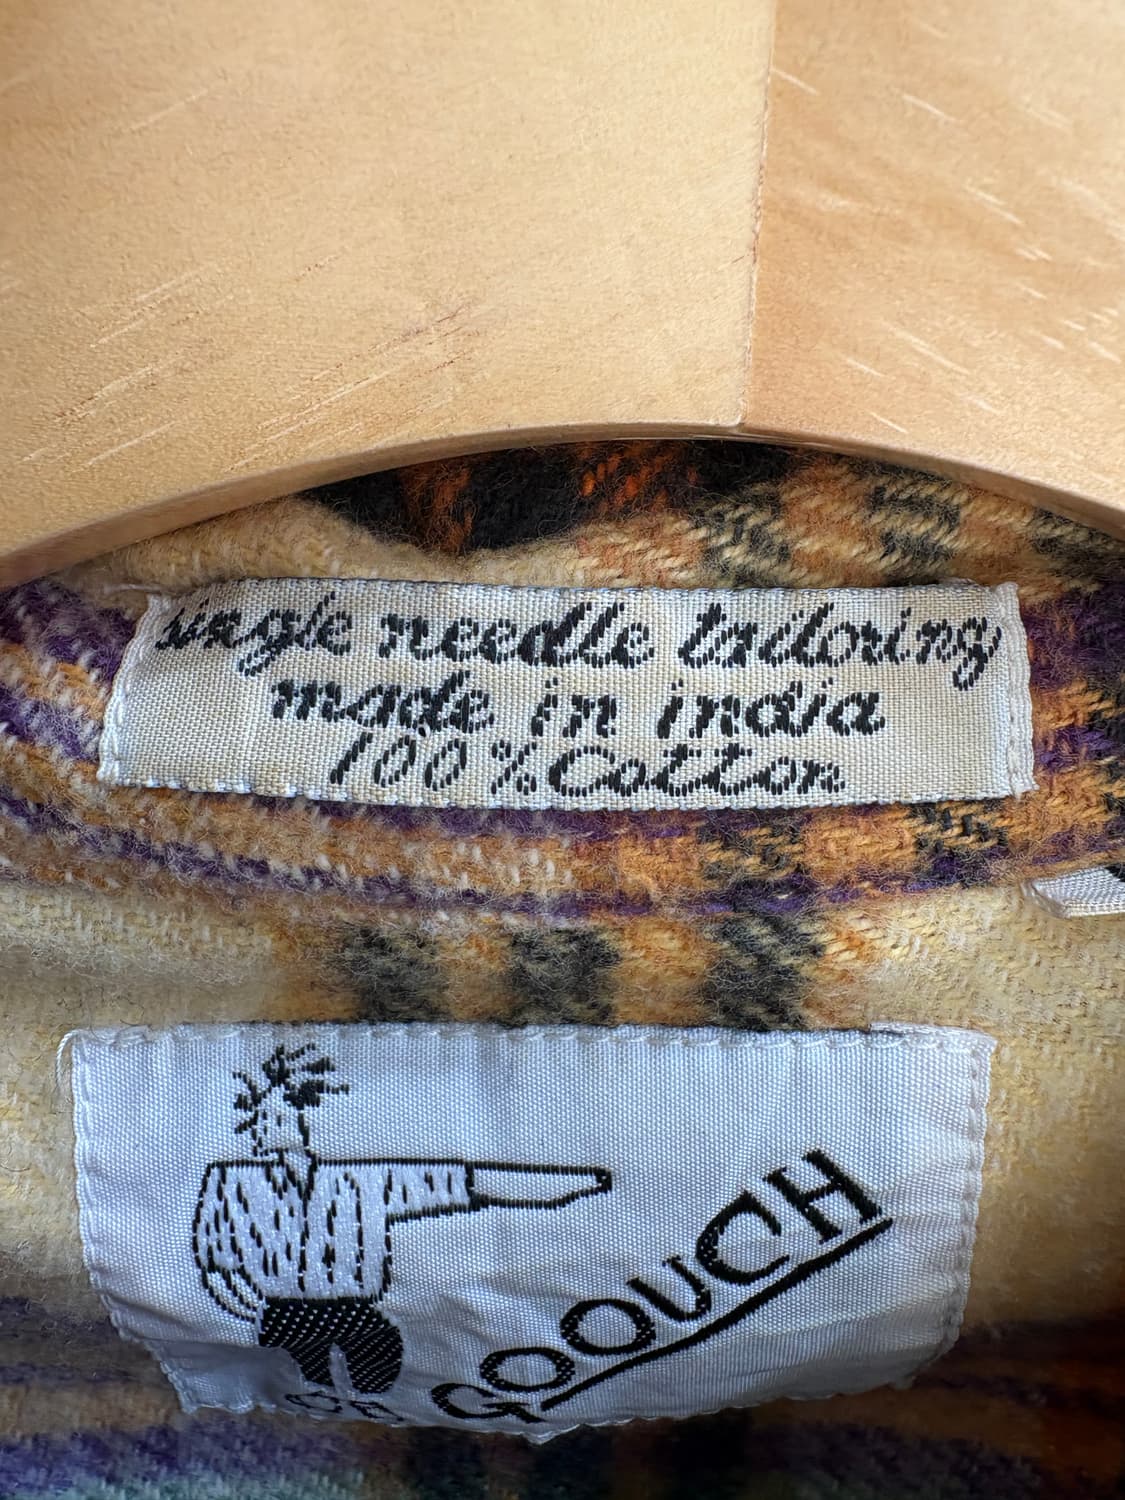 single needle tailoring
made in india
100% Cotton
GOOUCH